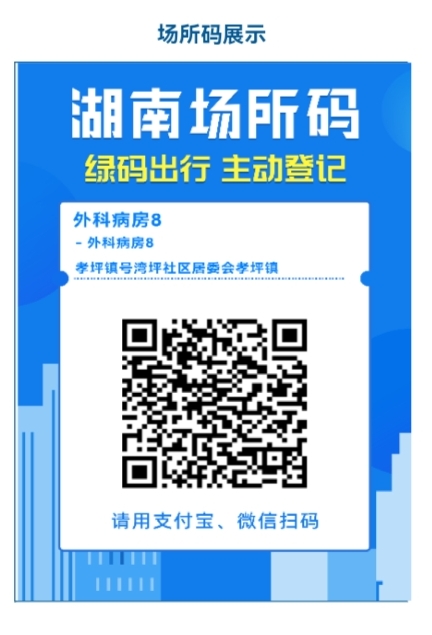 场所码展示
湖南场所码
绿码出行 主动登记
外科病房8
- 外科病房8
孝坪镇号湾坪社区居委会孝坪镇
请用支付宝、微信扫码